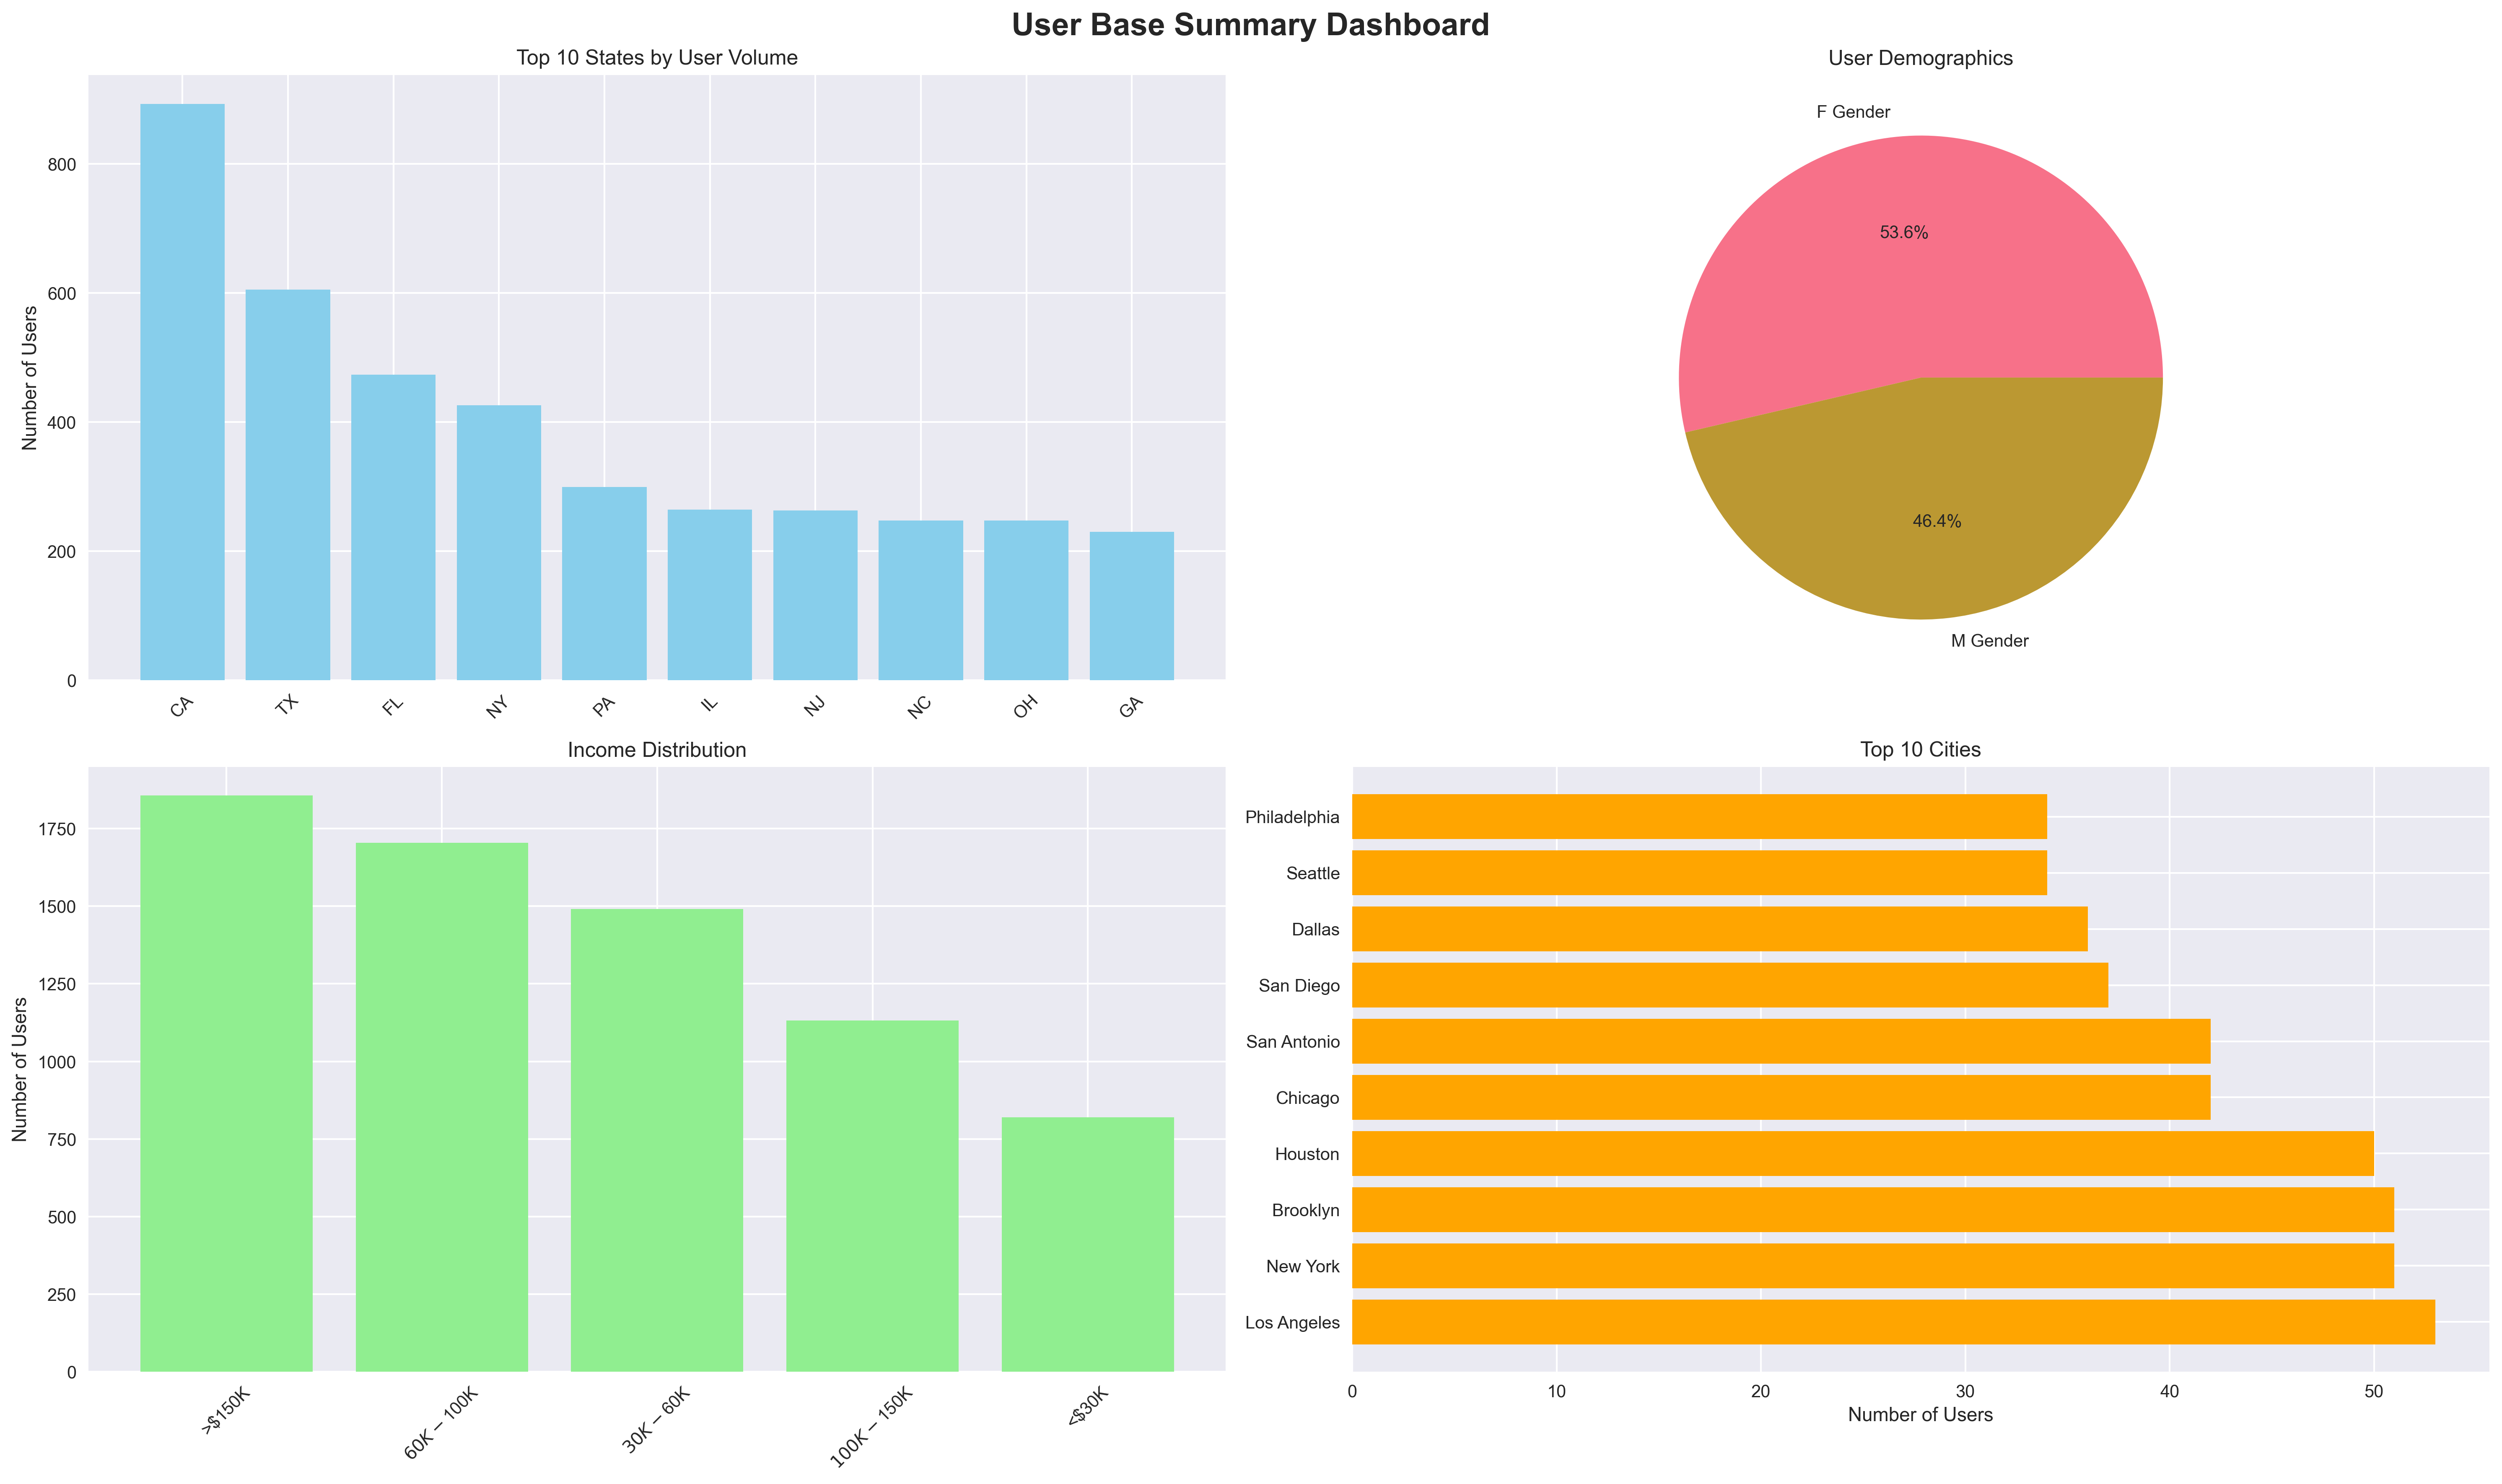 User Base Summary Dashboard
Top 10 States by User Volume
Number of Users
800
600
400
200
0
CA
TX
FL
NY
PA
IL
NJ
NC
OH
GA
User Demographics
F Gender
53.6%
46.4%
M Gender
Income Distribution
Number of Users
1750
1500
1250
1000
750
500
250
0
>$150K
60K – 100K
30K – 60K
100K – 150K
<$30K
Top 10 Cities
Philadelphia
Seattle
Dallas
San Diego
San Antonio
Chicago
Houston
Brooklyn
New York
Los Angeles
0
10
20
30
40
50
Number of Users